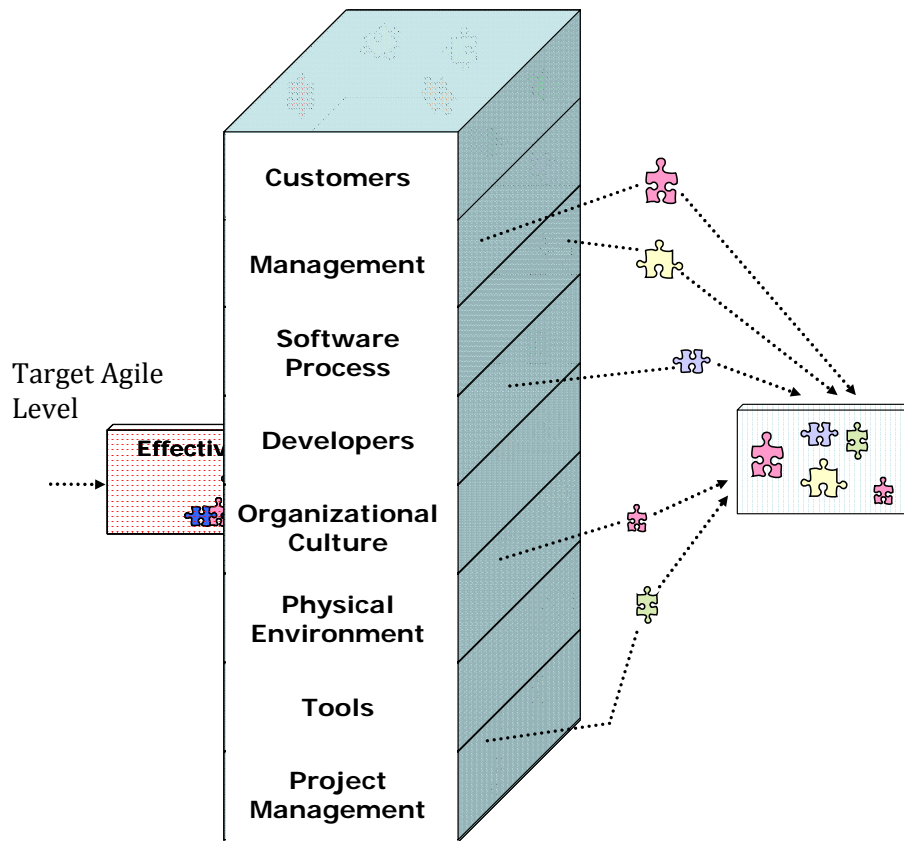 Customers
Management
Software
Process
Target Agile
Level
Developers
Organizational
Culture
Physical
Environment
Tools
Project
Management